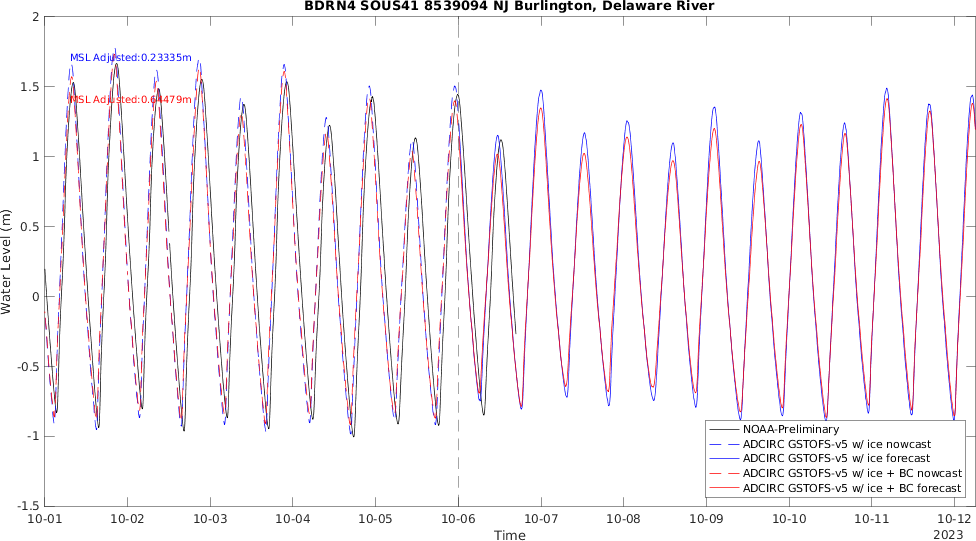 BDRN4 SOUS41 8539094 NJ Burlington, Delaware River
2
MSL Adjusted:0.23335m
1.5
MSL Adjusted:0.64479m
1
0.5
0
-0.5
-1
-1.5
Water Level (m)
NOAA-Preliminary
ADCIRC GSTOFS-v5 w/ ice nowcast
ADCIRC GSTOFS-v5 w/ ice forecast
ADCIRC GSTOFS-v5 w/ ice + BC nowcast
ADCIRC GSTOFS-v5 w/ ice + BC forecast
10-01 10-02 10-03 10-04 10-05 10-06 10-07 10-08 10-09 10-10 10-11 10-12
2023
Time